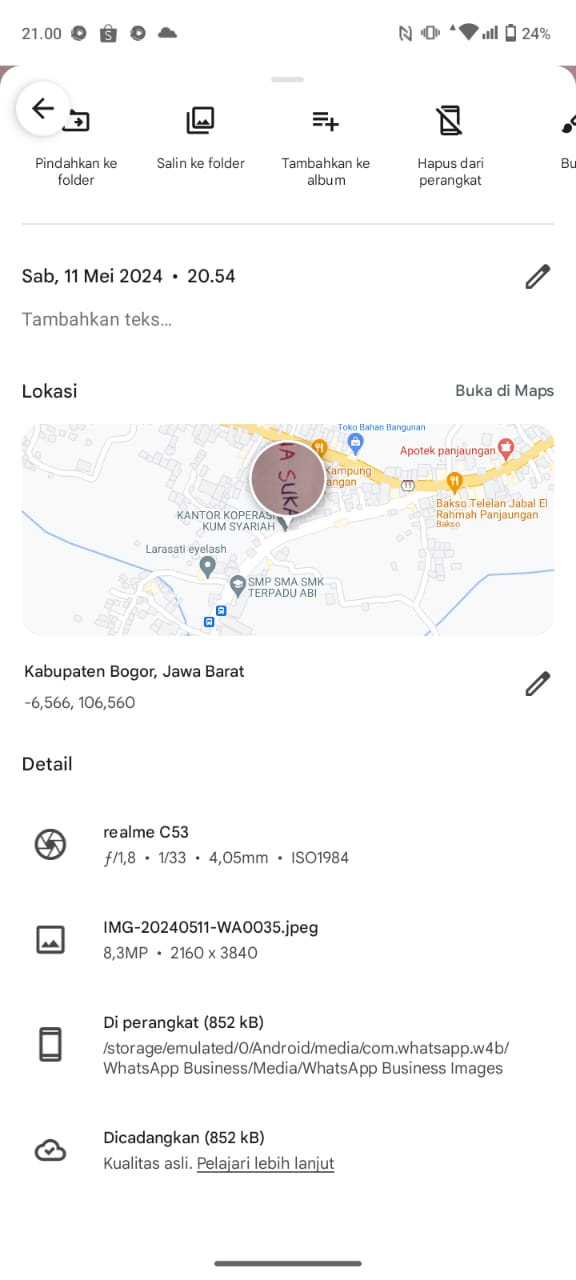 21.00
24%
Pindahkan ke
folder
Salin ke folder
Tambahkan ke
album
Hapus dari
perangkat
Bu
Sab, 11 Mei 2024 • 20.54
Tambahkan teks...
Lokasi
Buka di Maps
Toko Bahan Bangunan
Apotek panjaungan
Kampung
angan
11
A SUKA
Bakso Telelan Jabal El
Rahmah Panjaungan
Bakso
KANTOR KOPERASI
KUM SYARIAH
Larasati eyelash
SMP SMA SMK
TERPADU ABI
Kabupaten Bogor, Jawa Barat
-6,566, 106,560
Detail
realme C53
ƒ/1,8 • 1/33 • 4,05mm • ISO1984
IMG-20240511-WA0035.jpeg
8,3MP • 2160 x 3840
Di perangkat (852 kB)
/storage/emulated/0/Android/media/com.whatsapp.w4b/
WhatsApp Business/Media/WhatsApp Business Images
Dicadangkan (852 kB)
Kualitas asli. Pelajari lebih lanjut